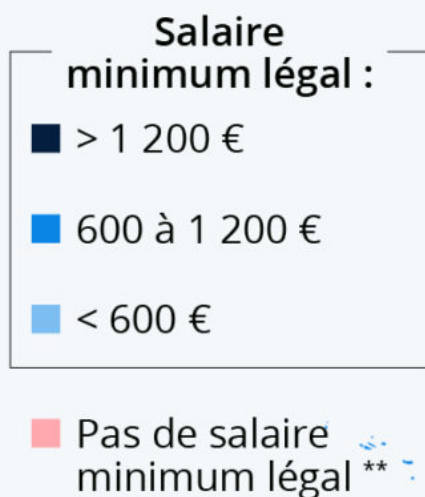 Salaire
minimum légal :
> 1 200 €
600 à 1 200 €
< 600 €
Pas de salaire
minimum légal **